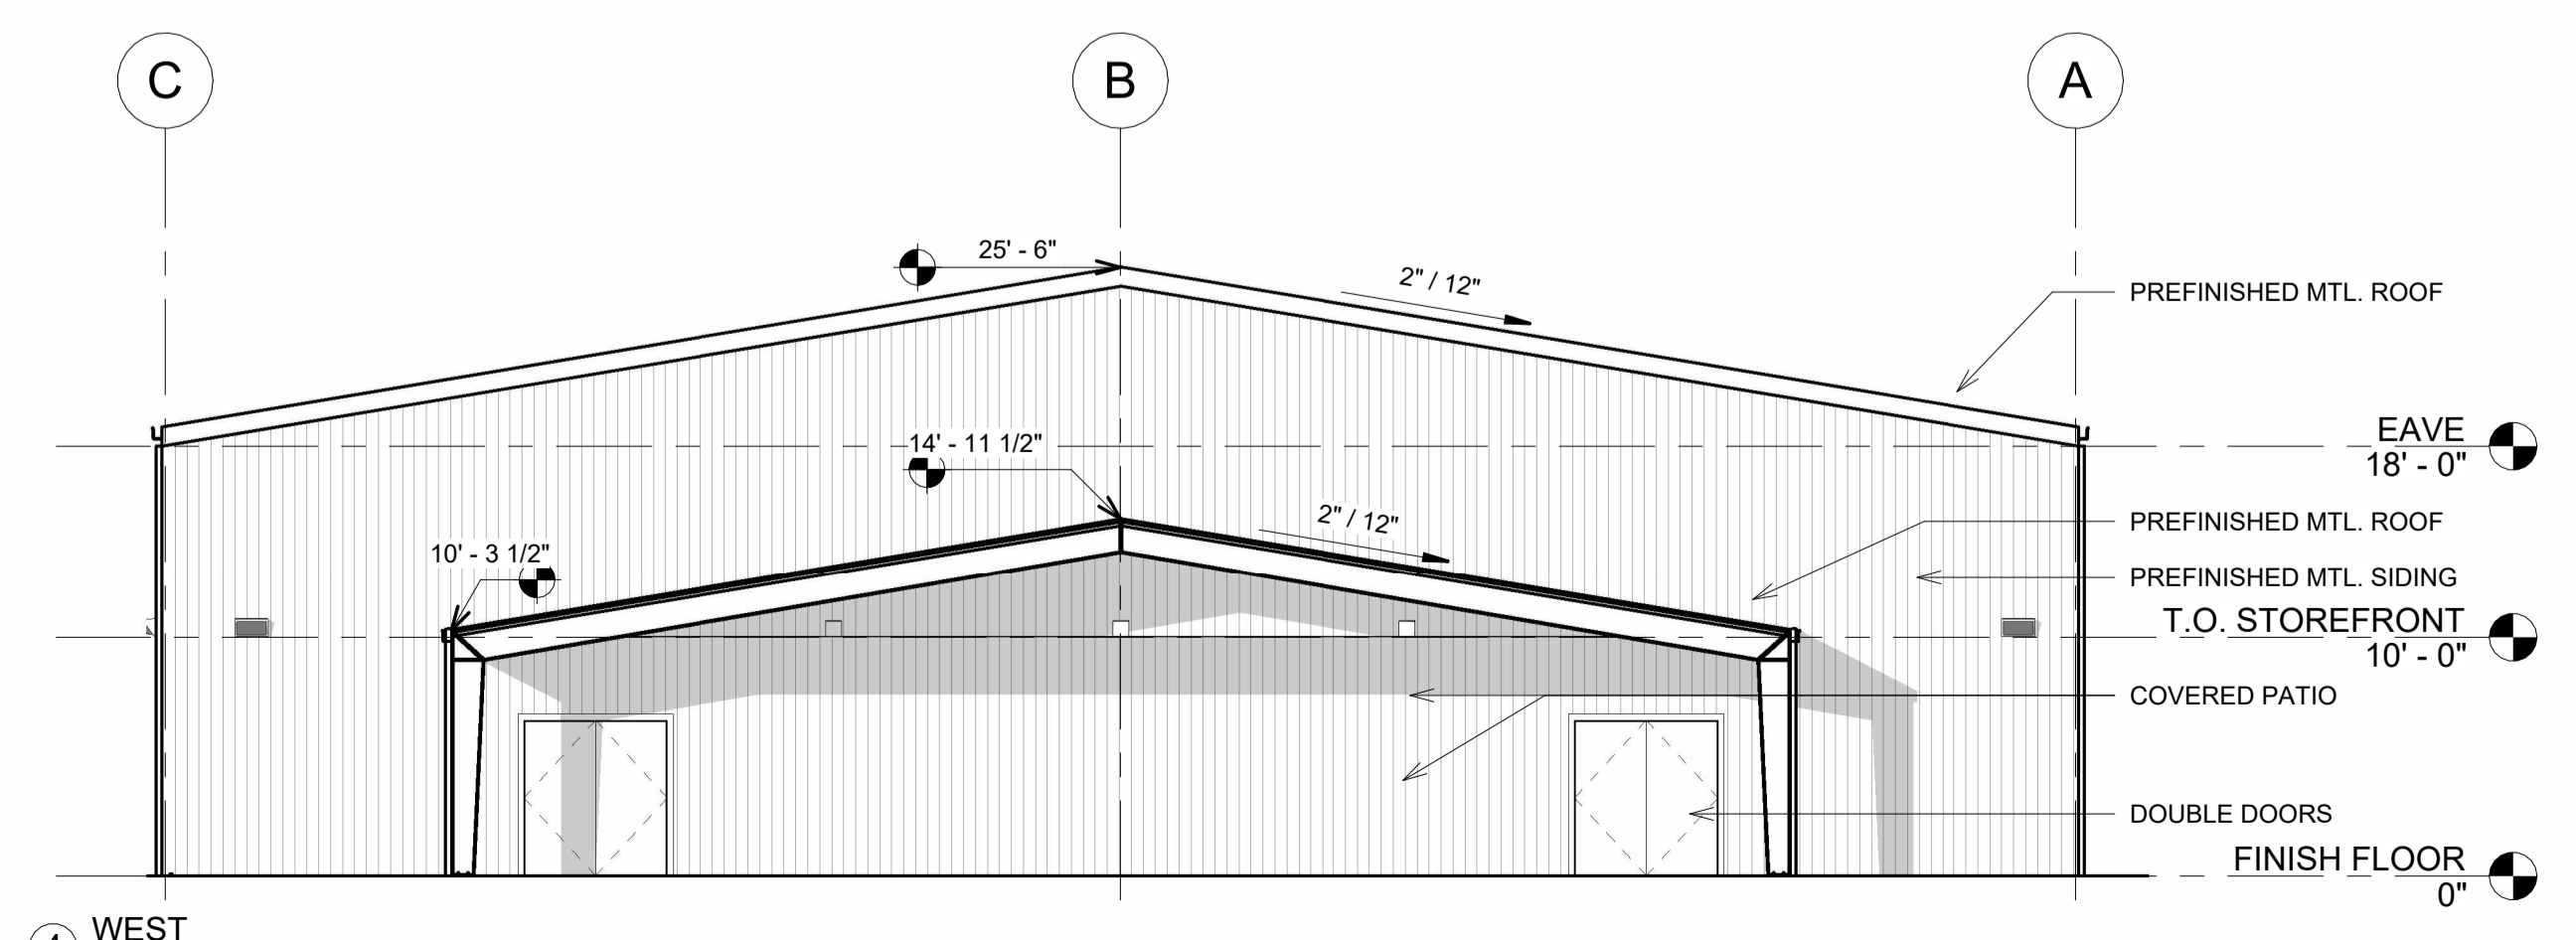 C
B
A
25' - 6"
2" / 12"
PREFINISHED MTL. ROOF
EAVE
18' - 0"
14' - 11 1/2"
2" / 12"
PREFINISHED MTL. ROOF
10' - 3 1/2"
PREFINISHED MTL. SIDING
T.O. STOREFRONT
10' - 0"
COVERED PATIO
DOUBLE DOORS
FINISH FLOOR
0"
WEST